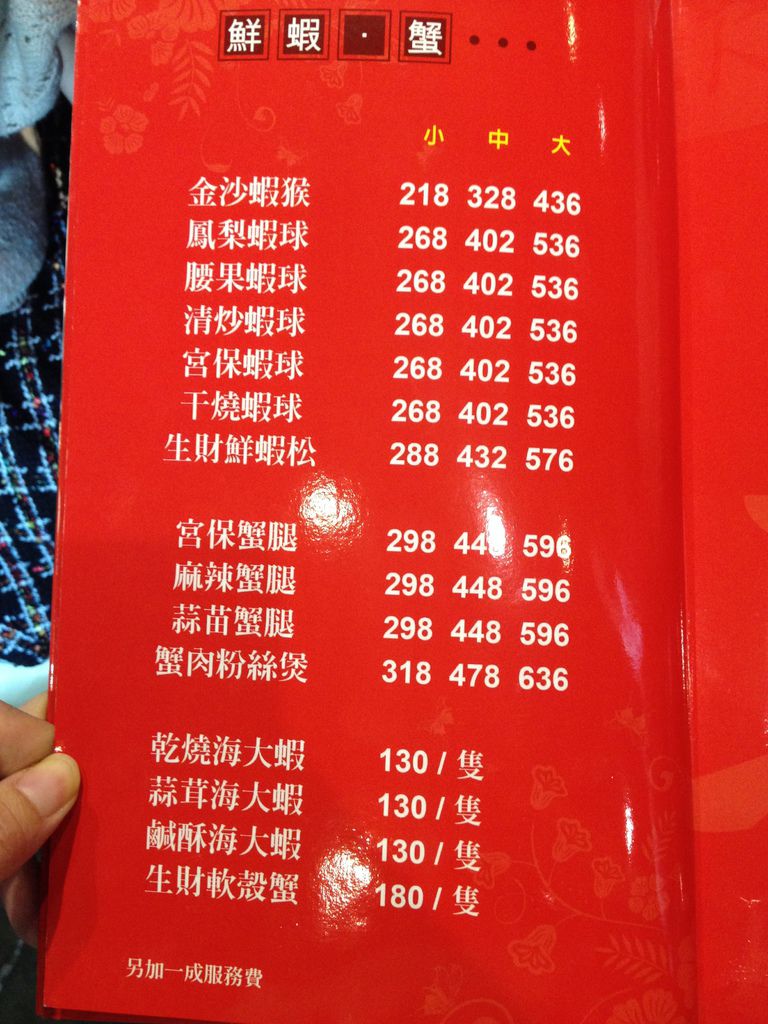 鮮蝦·蟹•••
小 中 大
金沙蝦猴 218 328 436
鳳梨蝦球 268 402 536
腰果蝦球 268 402 536
清炒蝦球 268 402 536
宮保蝦球 268 402 536
干燒蝦球 268 402 536
生財鮮蝦松 288 432 576
宮保蟹腿 298 448 596
麻辣蟹腿 298 448 596
蒜苗蟹腿 298 448 596
蟹肉粉絲煲 318 478 636
乾燒海大蝦 130 / 隻
蒜茸海大蝦 130 / 隻
鹹酥海大蝦 130 / 隻
生財軟殼蟹 180 / 隻
另加一成服務費